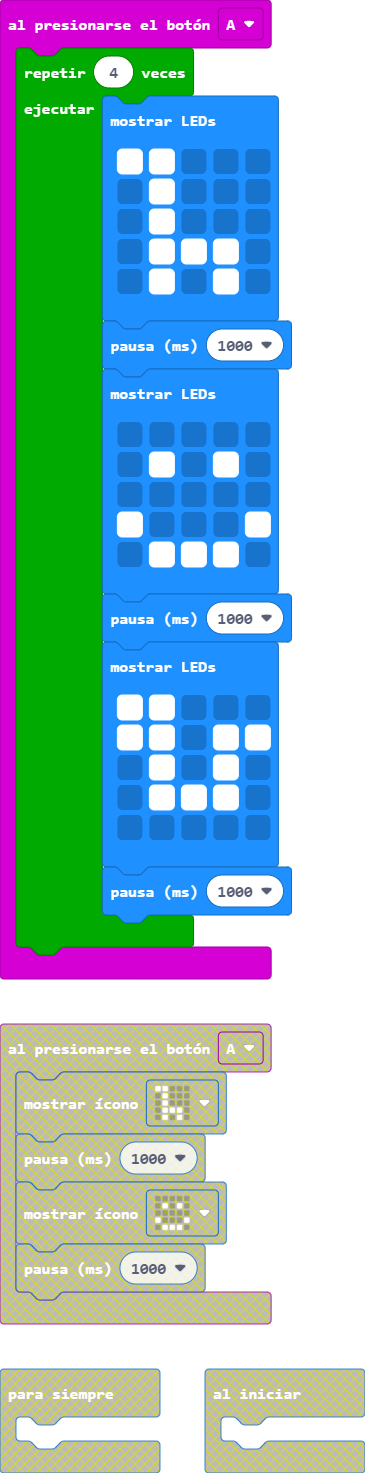 al presionarse el botón A
repetir 4 veces
ejecutar
mostrar LEDs
pausa (ms) 1000
mostrar LEDs
pausa (ms) 1000
mostrar LEDs
pausa (ms) 1000
al presionarse el botón A
mostrar ícono
pausa (ms) 1000
mostrar ícono
pausa (ms) 1000
para siempre
al iniciar